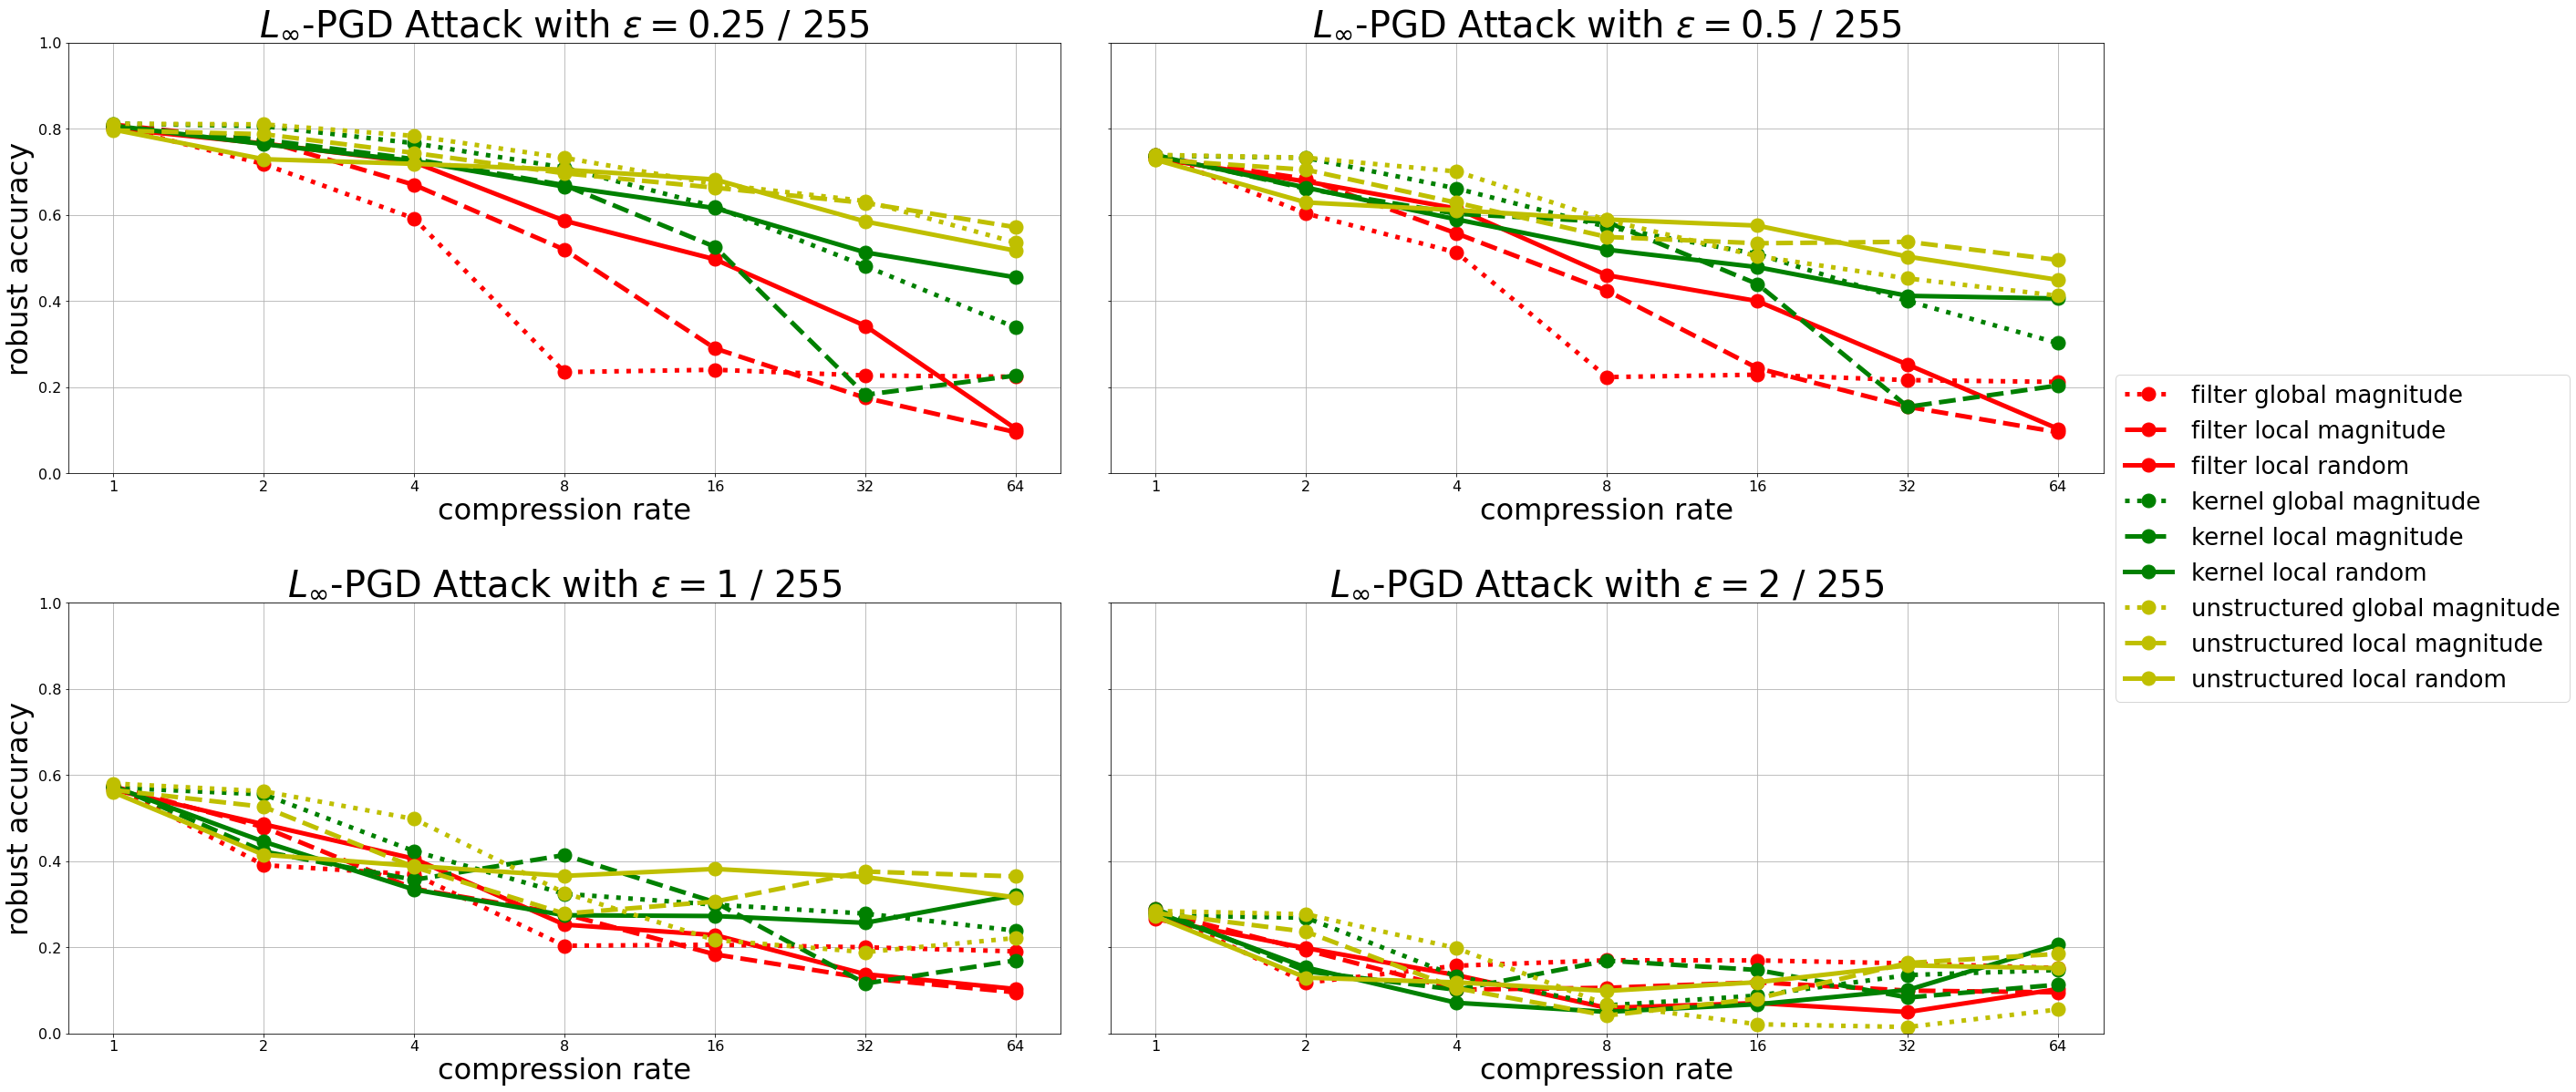 L∞-PGD Attack with ε = 0.25 / 255
L∞-PGD Attack with ε = 0.5 / 255
robust accuracy
1.0
0.8
0.6
0.4
0.2
0.0
1 2 4 8 16 32 64
1 2 4 8 16 32 64
compression rate
compression rate
filter global magnitude
filter local magnitude
filter local random
kernel global magnitude
kernel local magnitude
kernel local random
unstructured global magnitude
unstructured local magnitude
unstructured local random
L∞-PGD Attack with ε = 1 / 255
L∞-PGD Attack with ε = 2 / 255
robust accuracy
1.0
0.8
0.6
0.4
0.2
0.0
1 2 4 8 16 32 64
1 2 4 8 16 32 64
compression rate
compression rate